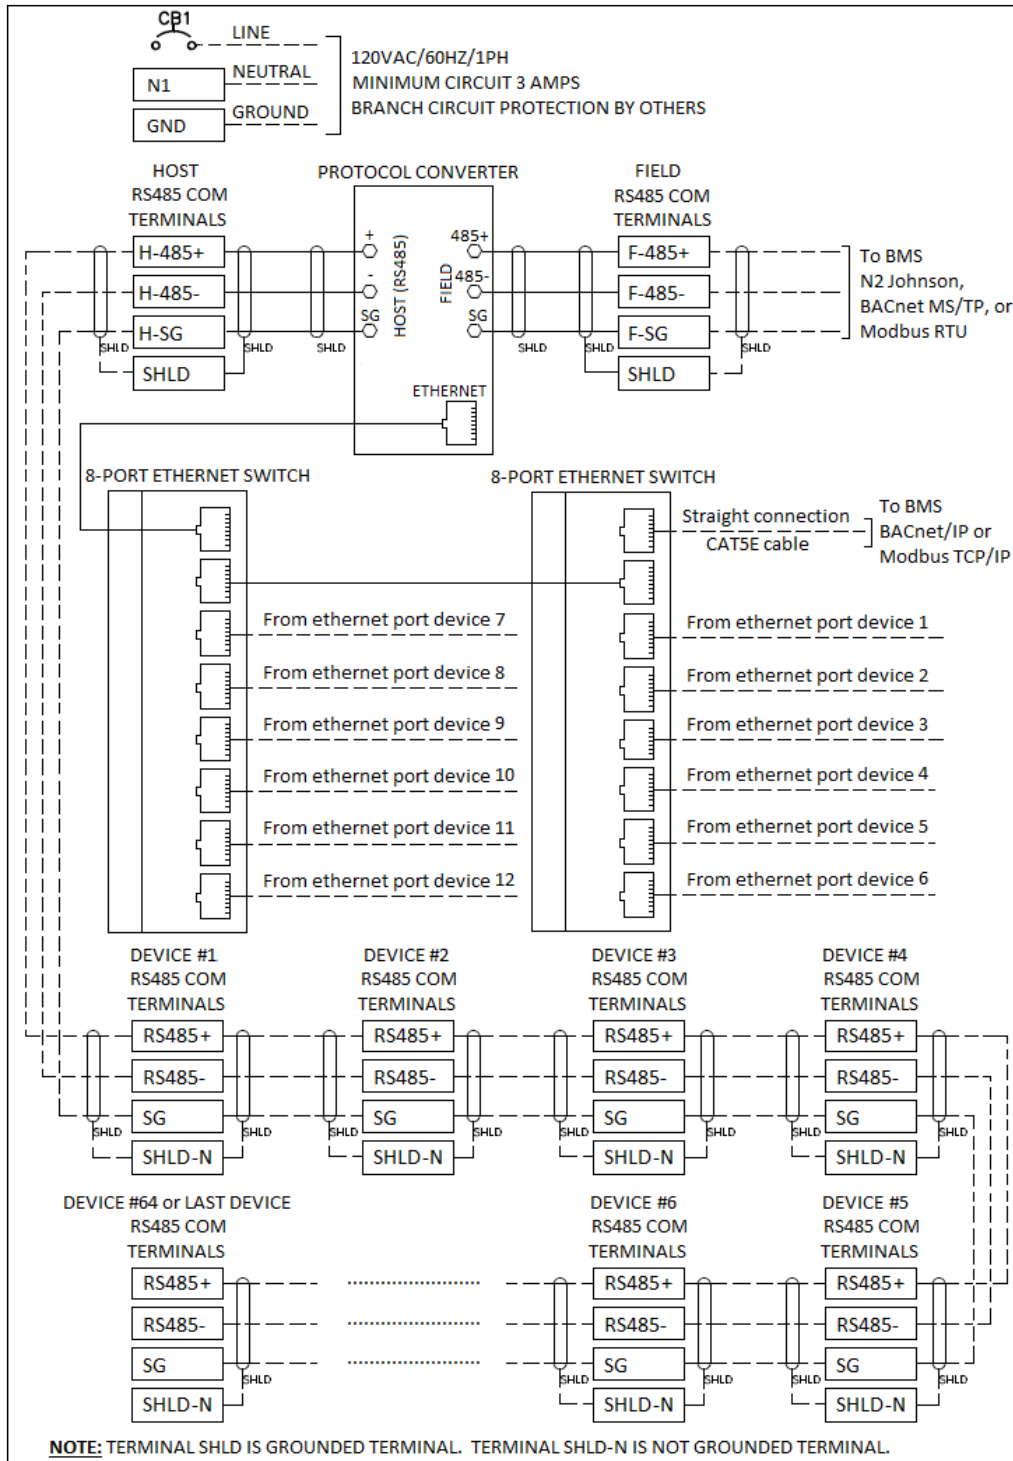 CB1
LINE
N1
NEUTRAL
GND
GROUND
120VAC/60HZ/1PH
MINIMUM CIRCUIT 3 AMPS
BRANCH CIRCUIT PROTECTION BY OTHERS
HOST
RS485 COM
TERMINALS
H-485+
H-485-
H-SG
SHLD
SHLD
SHLD
SHLD
PROTOCOL CONVERTER
+
-
SG
HOST (RS485)
FIELD
485+
485-
SG
ETHERNET
FIELD
RS485 COM
TERMINALS
F-485+
F-485-
F-SG
SHLD
SHLD
SHLD
SHLD
To BMS
N2 Johnson,
BACnet MS/TP, or
Modbus RTU
8-PORT ETHERNET SWITCH
From ethernet port device 7
From ethernet port device 8
From ethernet port device 9
From ethernet port device 10
From ethernet port device 11
From ethernet port device 12
8-PORT ETHERNET SWITCH
Straight connection
CAT5E cable
To BMS
BACnet/IP or
Modbus TCP/IP
From ethernet port device 1
From ethernet port device 2
From ethernet port device 3
From ethernet port device 4
From ethernet port device 5
From ethernet port device 6
DEVICE #1
RS485 COM
TERMINALS
RS485+
RS485-
SG
SHLD-N
SHLD
SHLD
DEVICE #2
RS485 COM
TERMINALS
RS485+
RS485-
SG
SHLD-N
SHLD
SHLD
DEVICE #3
RS485 COM
TERMINALS
RS485+
RS485-
SG
SHLD-N
SHLD
SHLD
DEVICE #4
RS485 COM
TERMINALS
RS485+
RS485-
SG
SHLD-N
SHLD
SHLD
DEVICE #64 or LAST DEVICE
RS485 COM
TERMINALS
RS485+
RS485-
SG
SHLD-N
SHLD
DEVICE #6
RS485 COM
TERMINALS
RS485+
RS485-
SG
SHLD-N
SHLD
SHLD
DEVICE #5
RS485 COM
TERMINALS
RS485+
RS485-
SG
SHLD-N
SHLD
SHLD
NOTE: TERMINAL SHLD IS GROUNDED TERMINAL. TERMINAL SHLD-N IS NOT GROUNDED TERMINAL.